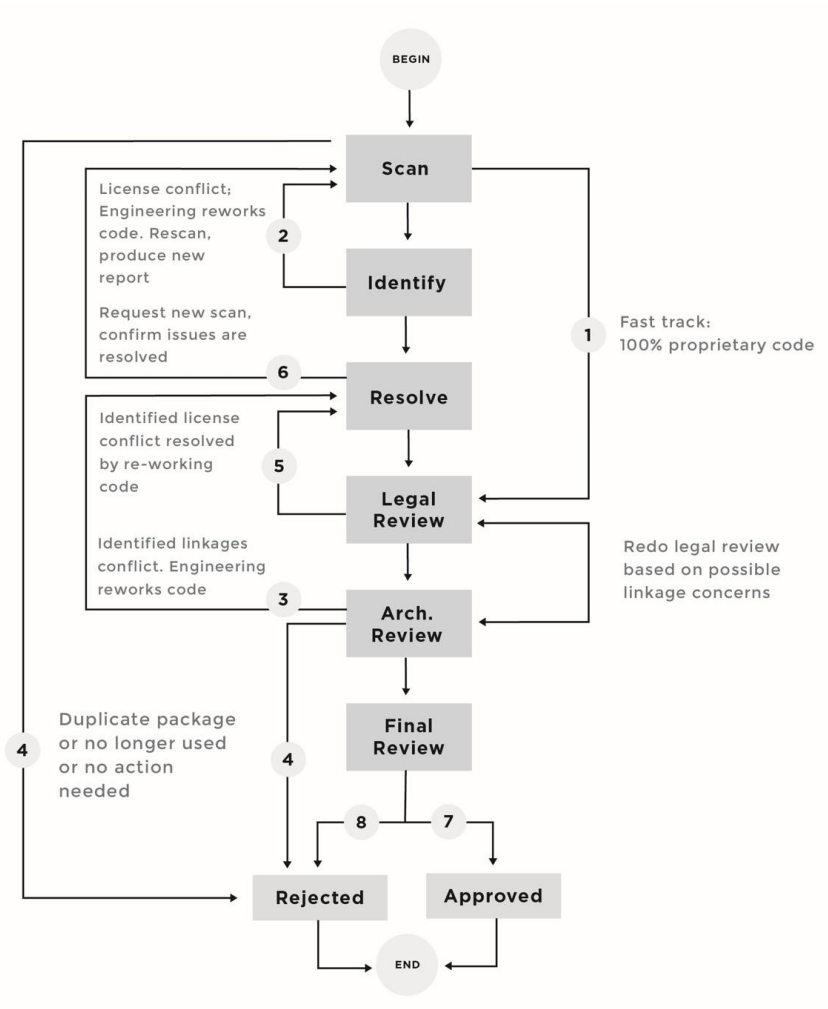 BEGIN
Scan
License conflict;
Engineering reworks
code. Rescan,
produce new
report
2
Identify
Request new scan,
confirm issues are
resolved
1
Fast track:
100% proprietary code
6
Resolve
Identified license
conflict resolved
by re-working
code
5
Legal
Review
Identified linkages
conflict. Engineering
reworks code
3
Redo legal review
based on possible
linkage concerns
Arch.
Review
4
Duplicate package
or no longer used
or no action
needed
4
Final
Review
8
7
Rejected
Approved
END